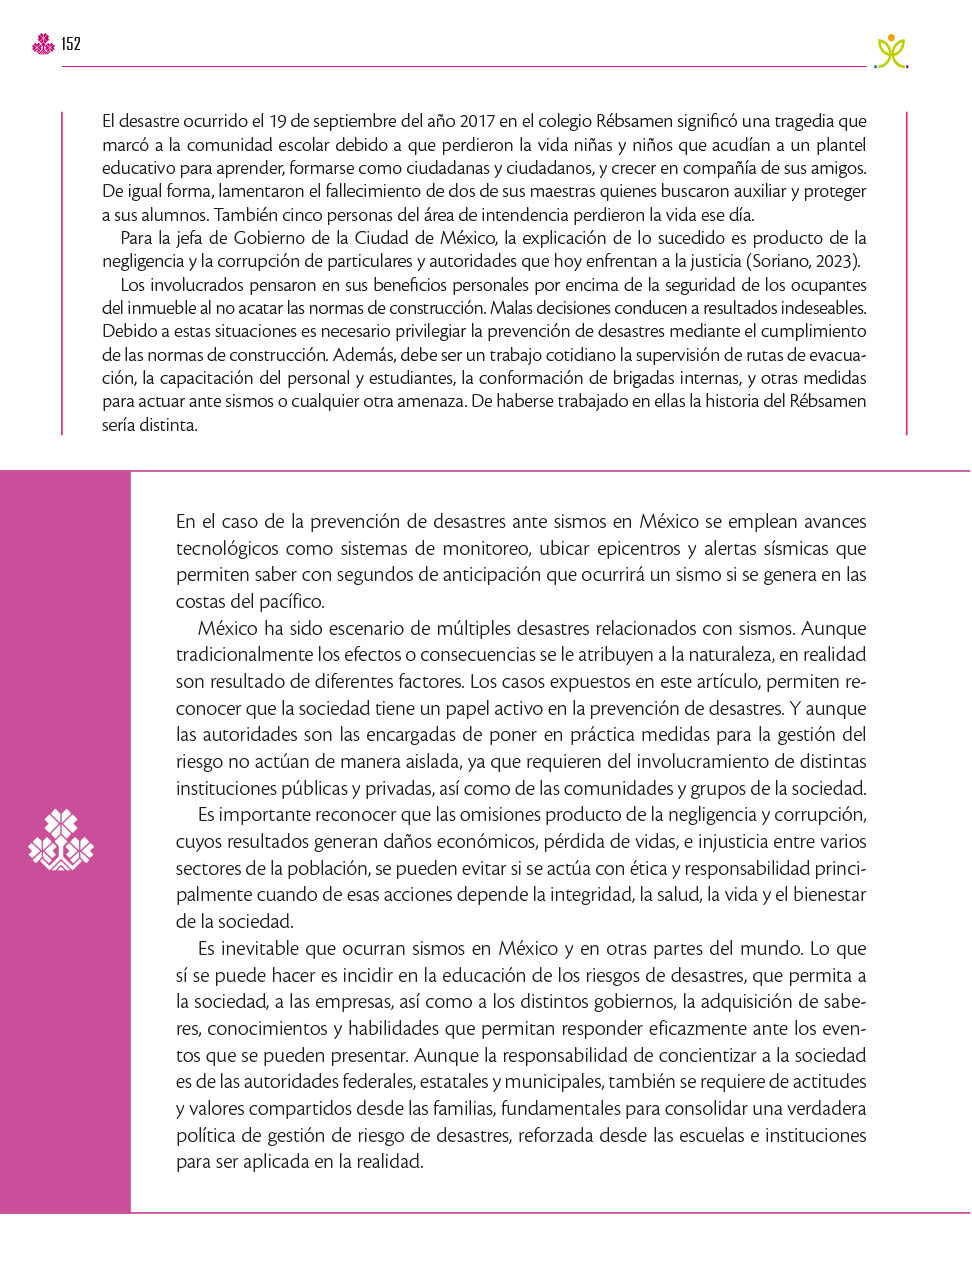 152
El desastre ocurrido el 19 de septiembre del año 2017 en el colegio Rébsamen significó una tragedia que
marcó a la comunidad escolar debido a que perdieron la vida niñas y niños que acudían a un plantel
educativo para aprender, formarse como ciudadanas y ciudadanos, y crecer en compañía de sus amigos.
De igual forma, lamentaron el fallecimiento de dos de sus maestras quienes buscaron auxiliar y proteger
a sus alumnos. También cinco personas del área de intendencia perdieron la vida ese día.
Para la jefa de Gobierno de la Ciudad de México, la explicación de lo sucedido es producto de la
negligencia y la corrupción de particulares y autoridades que hoy enfrentan a la justicia (Soriano, 2023).
Los involucrados pensaron en sus beneficios personales por encima de la seguridad de los ocupantes
del inmueble al no acatar las normas de construcción. Malas decisiones conducen a resultados indeseables.
Debido a estas situaciones es necesario privilegiar la prevención de desastres mediante el cumplimiento
de las normas de construcción. Además, debe ser un trabajo cotidiano la supervisión de rutas de evacua-
ción, la capacitación del personal y estudiantes, la conformación de brigadas internas, y otras medidas
para actuar ante sismos o cualquier otra amenaza. De haberse trabajado en ellas la historia del Rébsamen
sería distinta.
En el caso de la prevención de desastres ante sismos en México se emplean avances
tecnológicos como sistemas de monitoreo, ubicar epicentros y alertas sísmicas que
permiten saber con segundos de anticipación que ocurrirá un sismo si se genera en las
costas del pacífico.
México ha sido escenario de múltiples desastres relacionados con sismos. Aunque
tradicionalmente los efectos o consecuencias se le atribuyen a la naturaleza, en realidad
son resultado de diferentes factores. Los casos expuestos en este artículo, permiten re-
conocer que la sociedad tiene un papel activo en la prevención de desastres. Y aunque
las autoridades son las encargadas de poner en práctica medidas para la gestión del
riesgo no actúan de manera aislada, ya que requieren del involucramiento de distintas
instituciones públicas y privadas, así como de las comunidades y grupos de la sociedad.
Es importante reconocer que las omisiones producto de la negligencia y corrupción,
cuyos resultados generan daños económicos, pérdida de vidas, e injusticia entre varios
sectores de la población, se pueden evitar si se actúa con ética y responsabilidad princi-
palmente cuando de esas acciones depende la integridad, la salud, la vida y el bienestar
de la sociedad.
Es inevitable que ocurran sismos en México y en otras partes del mundo. Lo que
sí se puede hacer es incidir en la educación de los riesgos de desastres, que permita a
la sociedad, a las empresas, así como a los distintos gobiernos, la adquisición de sabe-
res, conocimientos y habilidades que permitan responder eficazmente ante los even-
tos que se pueden presentar. Aunque la responsabilidad de concientizar a la sociedad
es de las autoridades federales, estatales y municipales, también se requiere de actitudes
y valores compartidos desde las familias, fundamentales para consolidar una verdadera
política de gestión de riesgo de desastres, reforzada desde las escuelas e instituciones
para ser aplicada en la realidad.